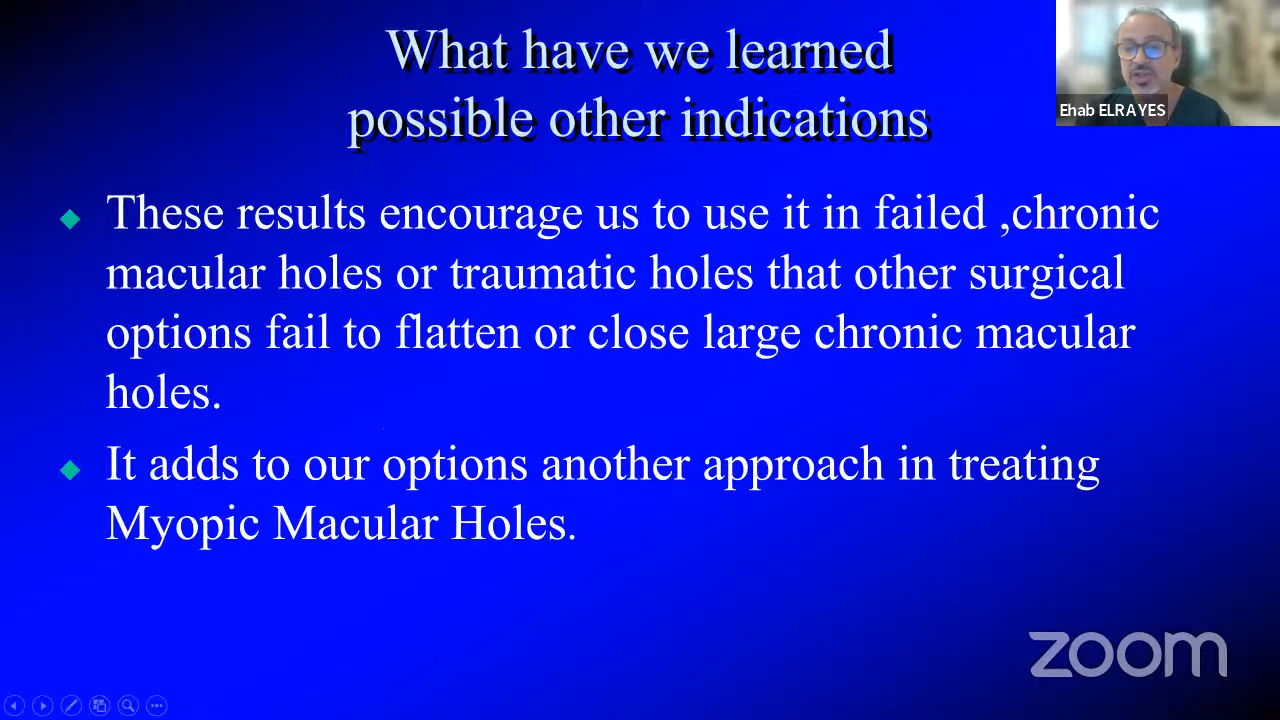 What have we learned
possible other indications
Ehab ELRAYES
These results encourage us to use it in failed ,chronic
macular holes or traumatic holes that other surgical
options fail to flatten or close large chronic macular
holes.
It adds to our options another approach in treating
Myopic Macular Holes.
zoom